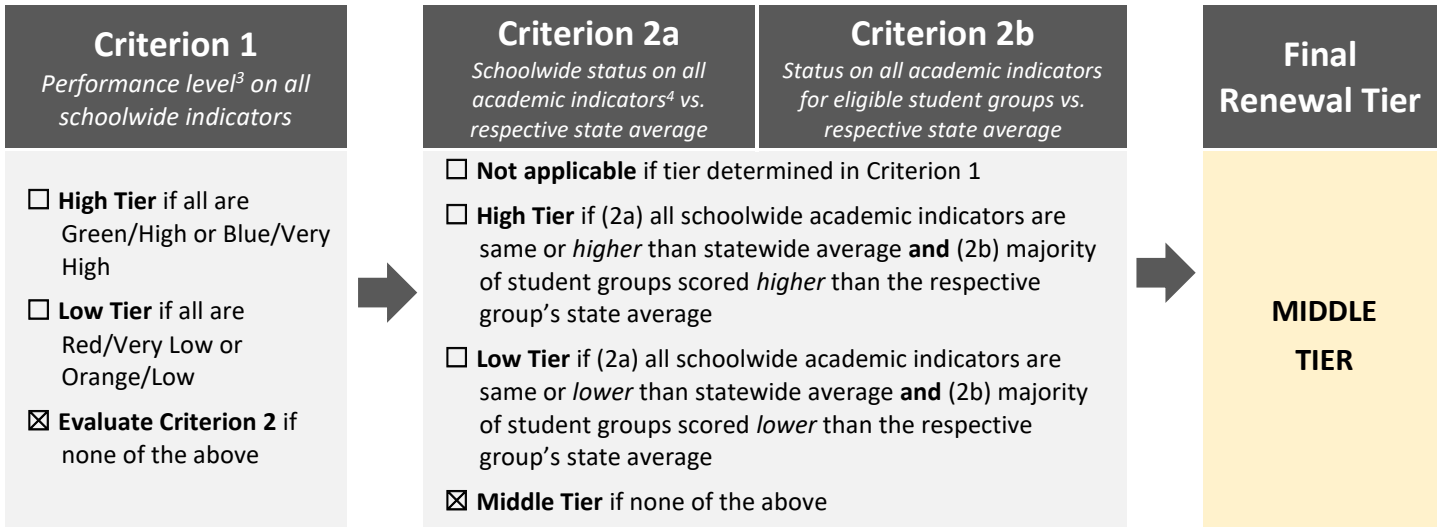 Criterion 1
Performance level³ on all
schoolwide indicators
☐ High Tier if all are
Green/High or Blue/Very
High
☐ Low Tier if all are
Red/Very Low or
Orange/Low
☒ Evaluate Criterion 2 if
none of the above
Criterion 2a
Schoolwide status on all
academic indicators⁴ vs.
respective state average
Criterion 2b
Status on all academic indicators
for eligible student groups vs.
respective state average
☐ Not applicable if tier determined in Criterion 1
☐ High Tier if (2a) all schoolwide academic indicators are
same or higher than statewide average and (2b) majority
of student groups scored higher than the respective
group’s state average
☐ Low Tier if (2a) all schoolwide academic indicators are
same or lower than statewide average and (2b) majority
of student groups scored lower than the respective
group’s state average
☒ Middle Tier if none of the above
Final
Renewal Tier
MIDDLE
TIER